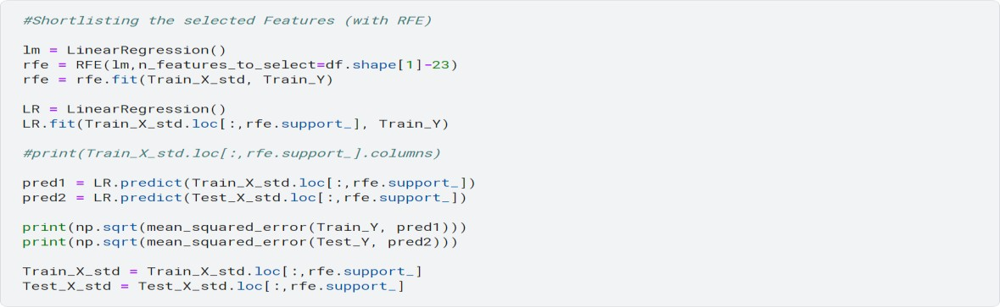 #Shortlisting the selected Features (with RFE)
lm = LinearRegression()
rfe = RFE(lm,n_features_to_select=df.shape[1]-23)
rfe = rfe.fit(Train_X_std, Train_Y)
LR = LinearRegression()
LR.fit(Train_X_std.loc[:,rfe.support_], Train_Y)
#print(Train_X_std.loc[:,rfe.support_].columns)
pred1 = LR.predict(Train_X_std.loc[:,rfe.support_])
pred2 = LR.predict(Test_X_std.loc[:,rfe.support_])
print(np.sqrt(mean_squared_error(Train_Y, pred1)))
print(np.sqrt(mean_squared_error(Test_Y, pred2)))
Train_X_std = Train_X_std.loc[:,rfe.support_]
Test_X_std = Test_X_std.loc[:,rfe.support_]